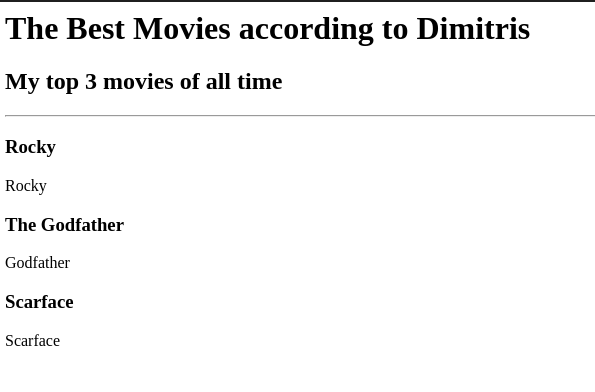 The Best Movies according to Dimitris
My top 3 movies of all time
Rocky
Rocky
The Godfather
Godfather
Scarface
Scarface